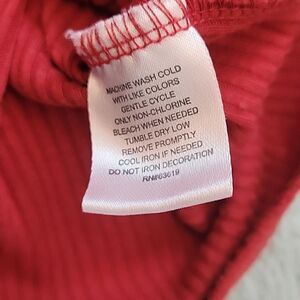 MACHINE WASH COLD
WITH LIKE COLORS
GENTLE CYCLE
ONLY NON-CHLORINE
BLEACH WHEN NEEDED
TUMBLE DRY LOW
REMOVE PROMPTLY
COOL IRON IF NEEDED
DO NOT IRON DECORATION
RN#63619